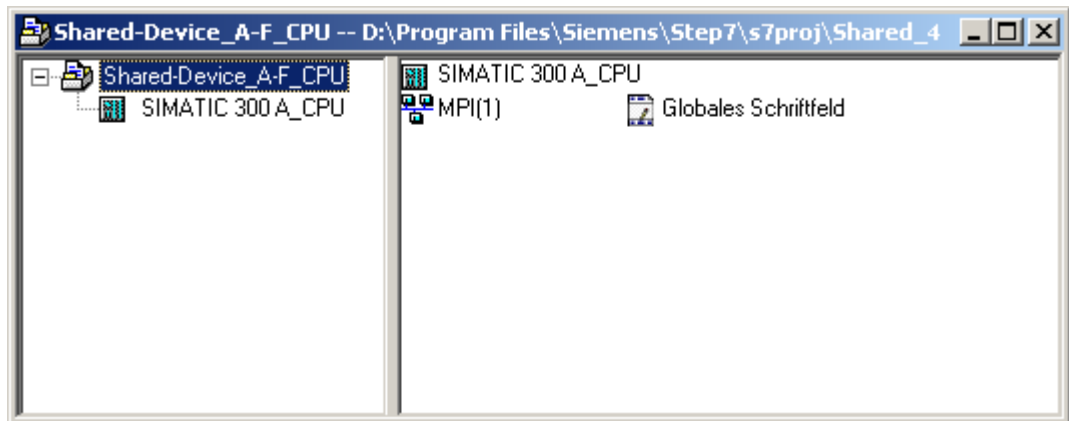 Shared-Device_A-F_CPU -- D:\Program Files\Siemens\Step7\s7proj\Shared_4
Shared-Device_A-F_CPU
SIMATIC 300 A_CPU
SIMATIC 300 A_CPU
MPI(1) Globales Schriftfeld